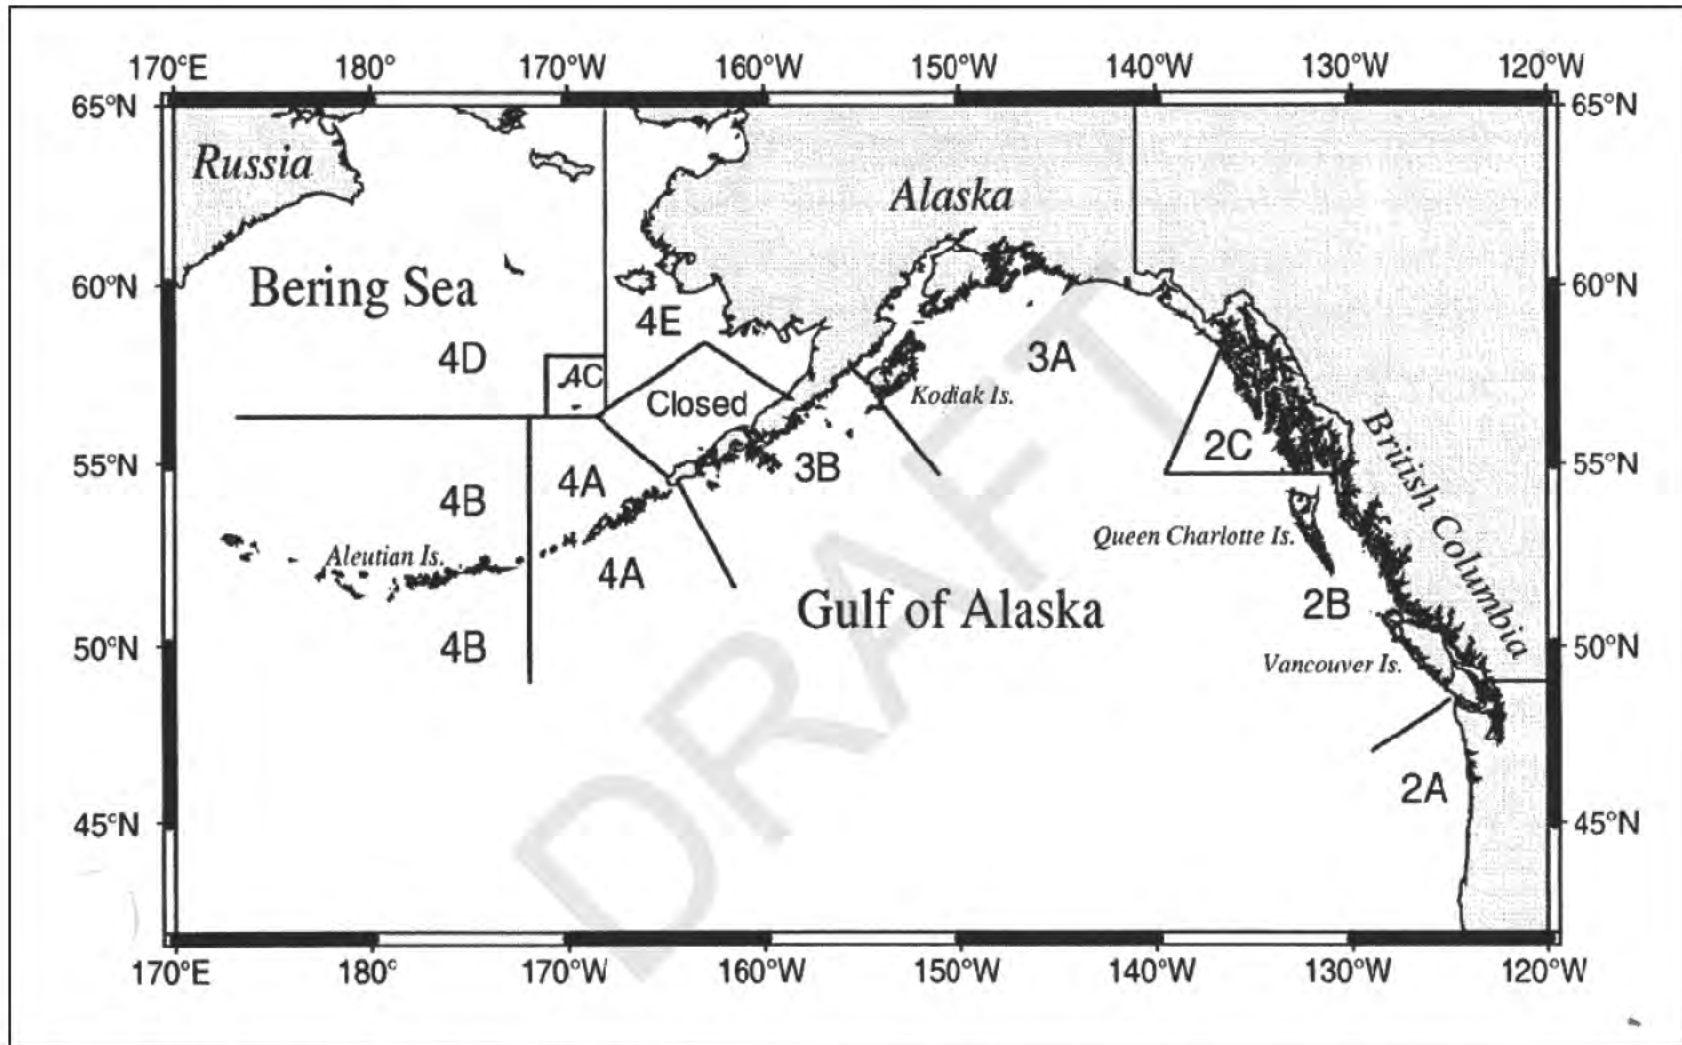 170°E 180° 170°W 160°W 150°W 140°W 130°W 120°W
65°N 65°N
Russia
Alaska
Bering Sea
60°N 60°N
4E
4D
4C
3A
Closed
Kodiak Is.
British Columbia
2C
3B
55°N 55°N
4A
4B
Queen Charlotte Is.
Aleutian Is.
4A
Gulf of Alaska
2B
50°N 50°N
4B
Vancouver Is.
2A
45°N 45°N
DRAFT
170°E 180° 170°W 160°W 150°W 140°W 130°W 120°W